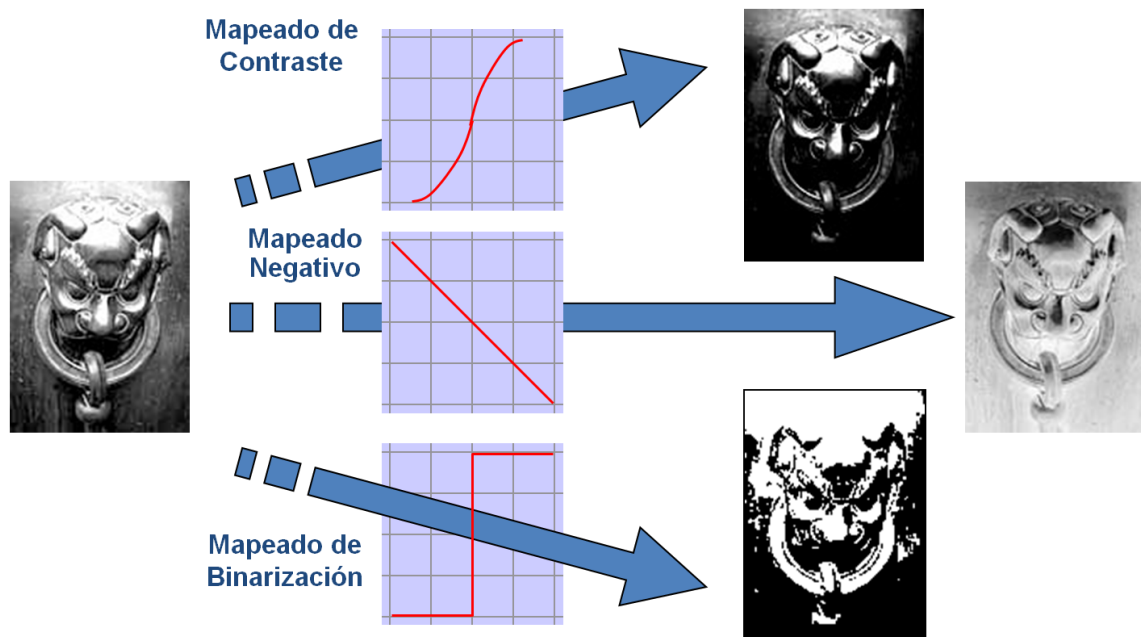 Mapeado de
Contraste
Mapeado
Negativo
Mapeado de
Binarización